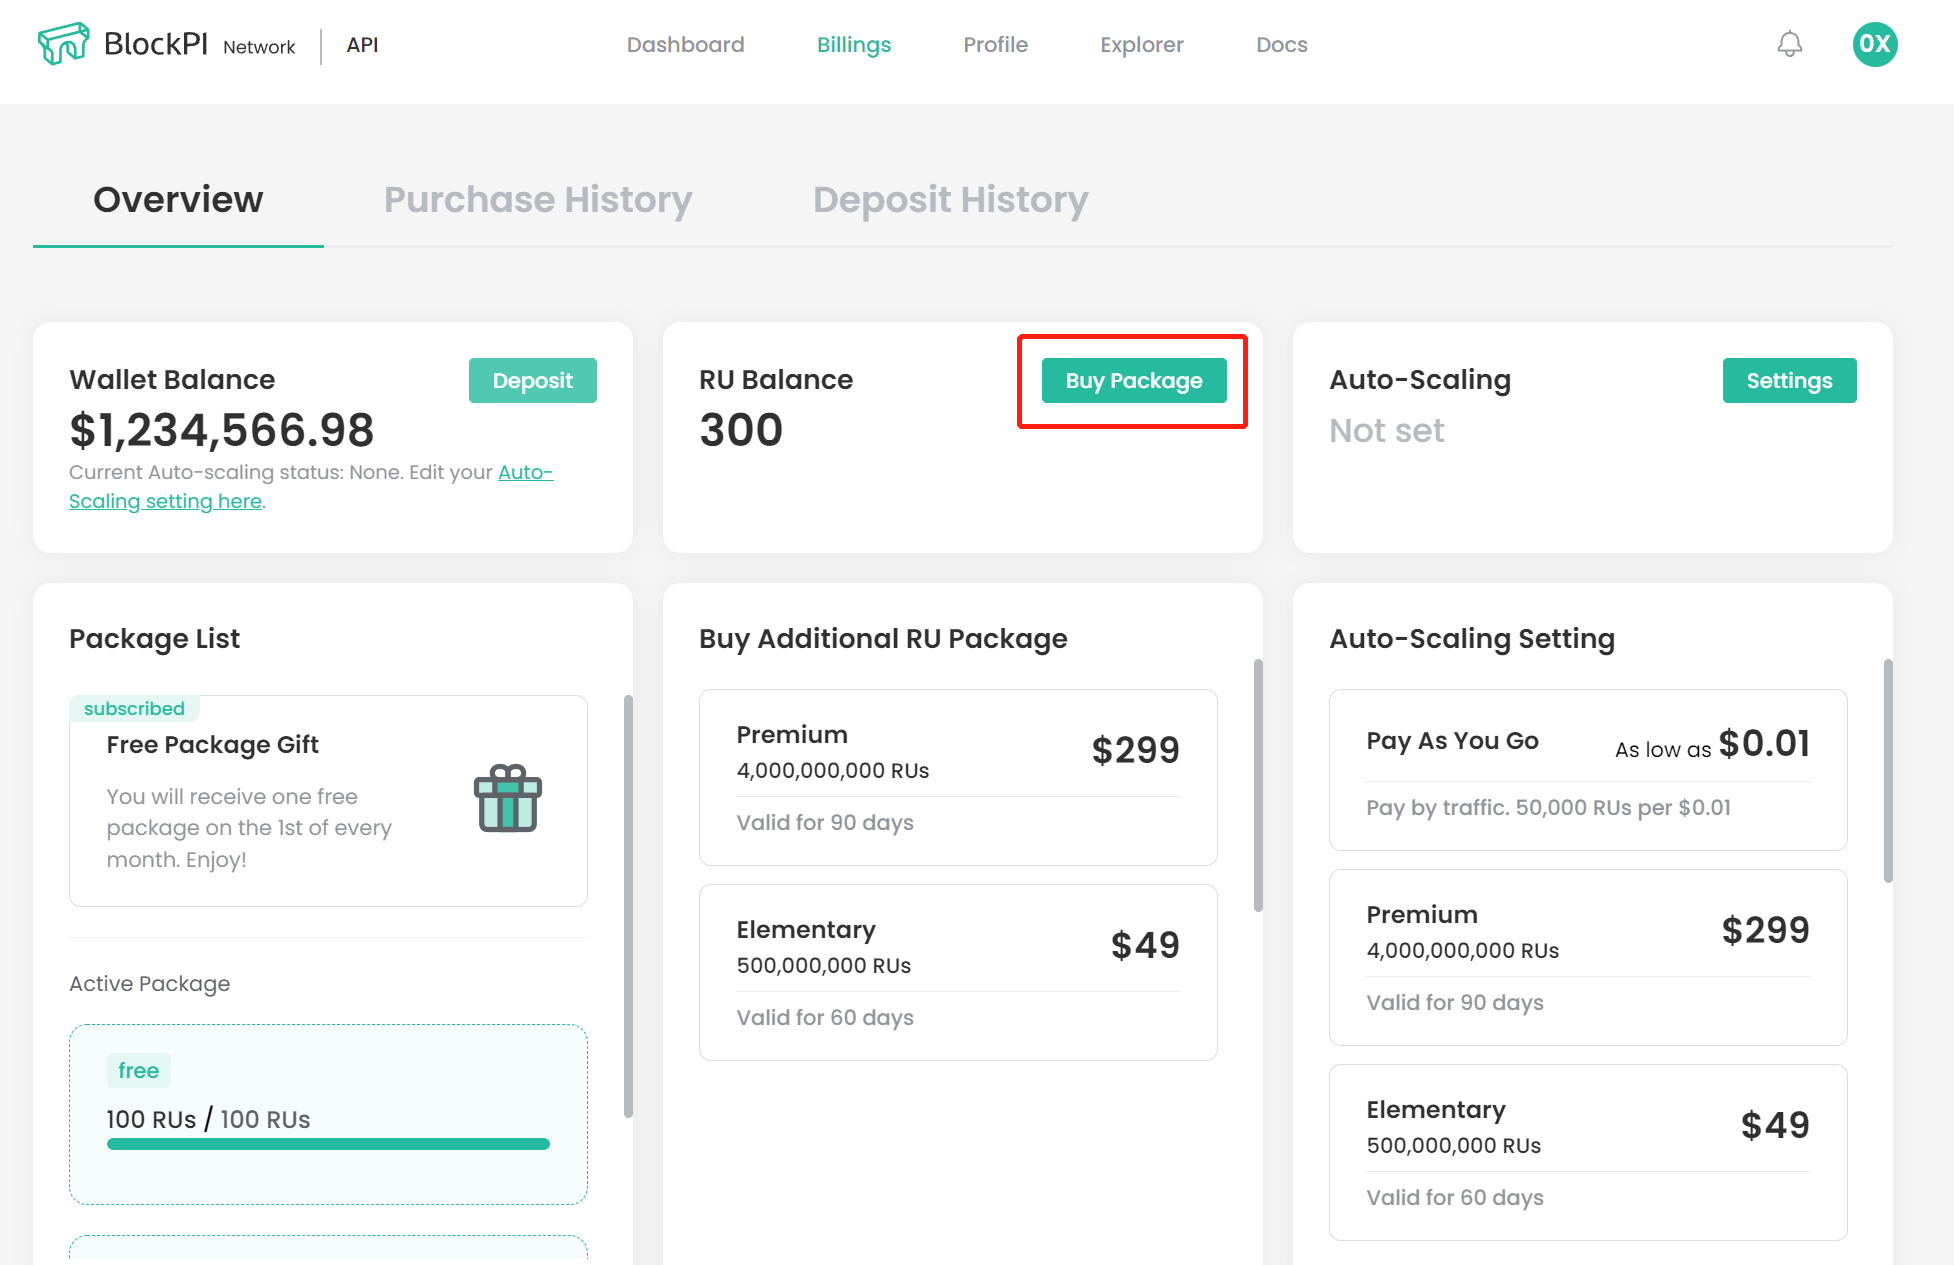 BlockPI Network API Dashboard Billings Profile Explorer Docs 0X
Overview Purchase History Deposit History
Wallet Balance
Deposit
$1,234,566.98
Current Auto-scaling status: None. Edit your Auto-
Scaling setting here.
RU Balance
Buy Package
300
Auto-Scaling
Settings
Not set
Package List
subscribed
Free Package Gift
You will receive one free
package on the 1st of every
month. Enjoy!
Active Package
free
100 RUs / 100 RUs
Buy Additional RU Package
Premium
$299
4,000,000,000 RUs
Valid for 90 days
Elementary
$49
500,000,000 RUs
Valid for 60 days
Auto-Scaling Setting
Pay As You Go As low as $0.01
Pay by traffic. 50,000 RUs per $0.01
Premium
$299
4,000,000,000 RUs
Valid for 90 days
Elementary
$49
500,000,000 RUs
Valid for 60 days